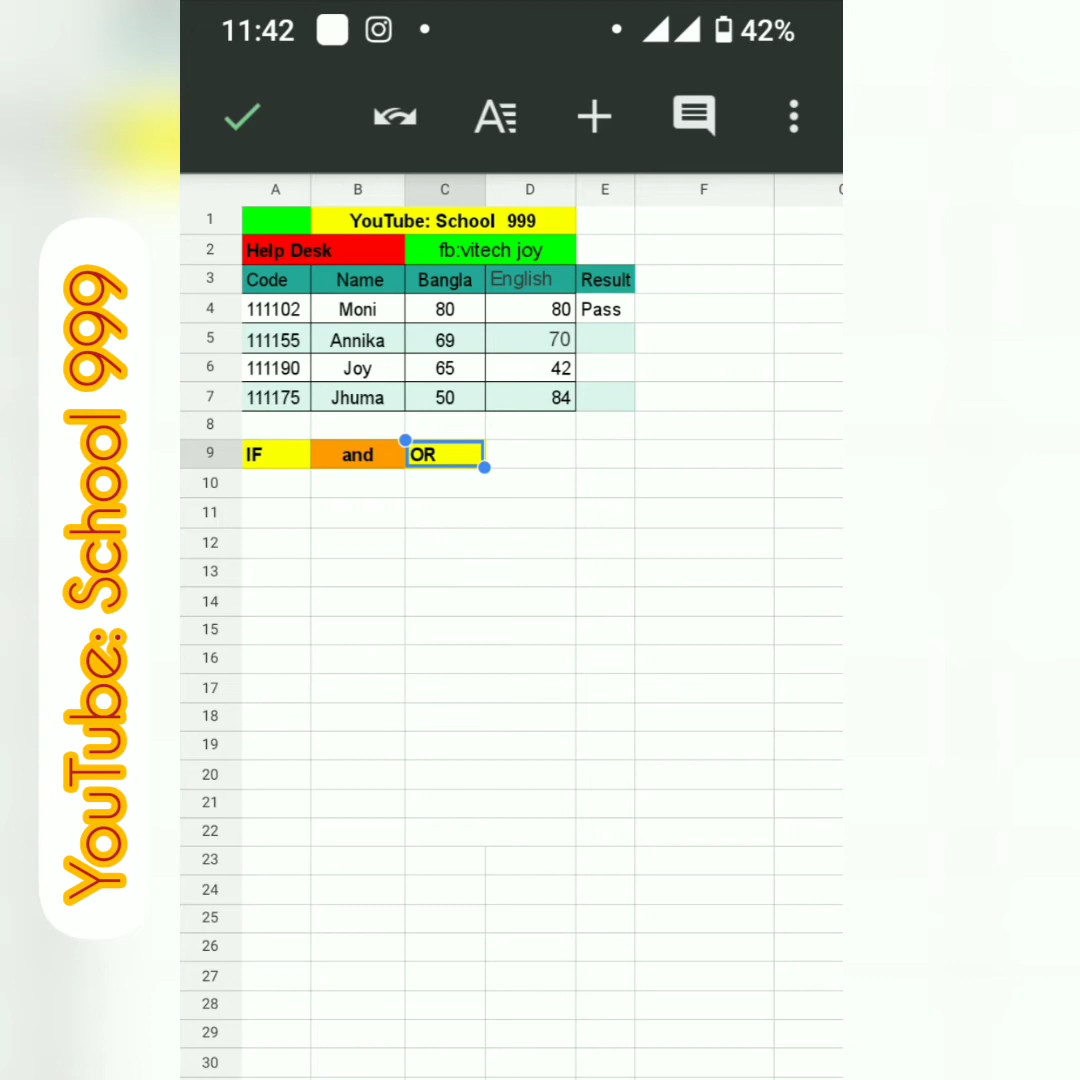 YouTube: School 999
11:42 42%
A B C D E F
1 YouTube: School 999
2 Help Desk fb:vitech joy
3 Code Name Bangla English Result
4 111102 Moni 80 80 Pass
5 111155 Annika 69 70
6 111190 Joy 65 42
7 111175 Jhuma 50 84
8
9 IF and OR
10
11
12
13
14
15
16
17
18
19
20
21
22
23
24
25
26
27
28
29
30